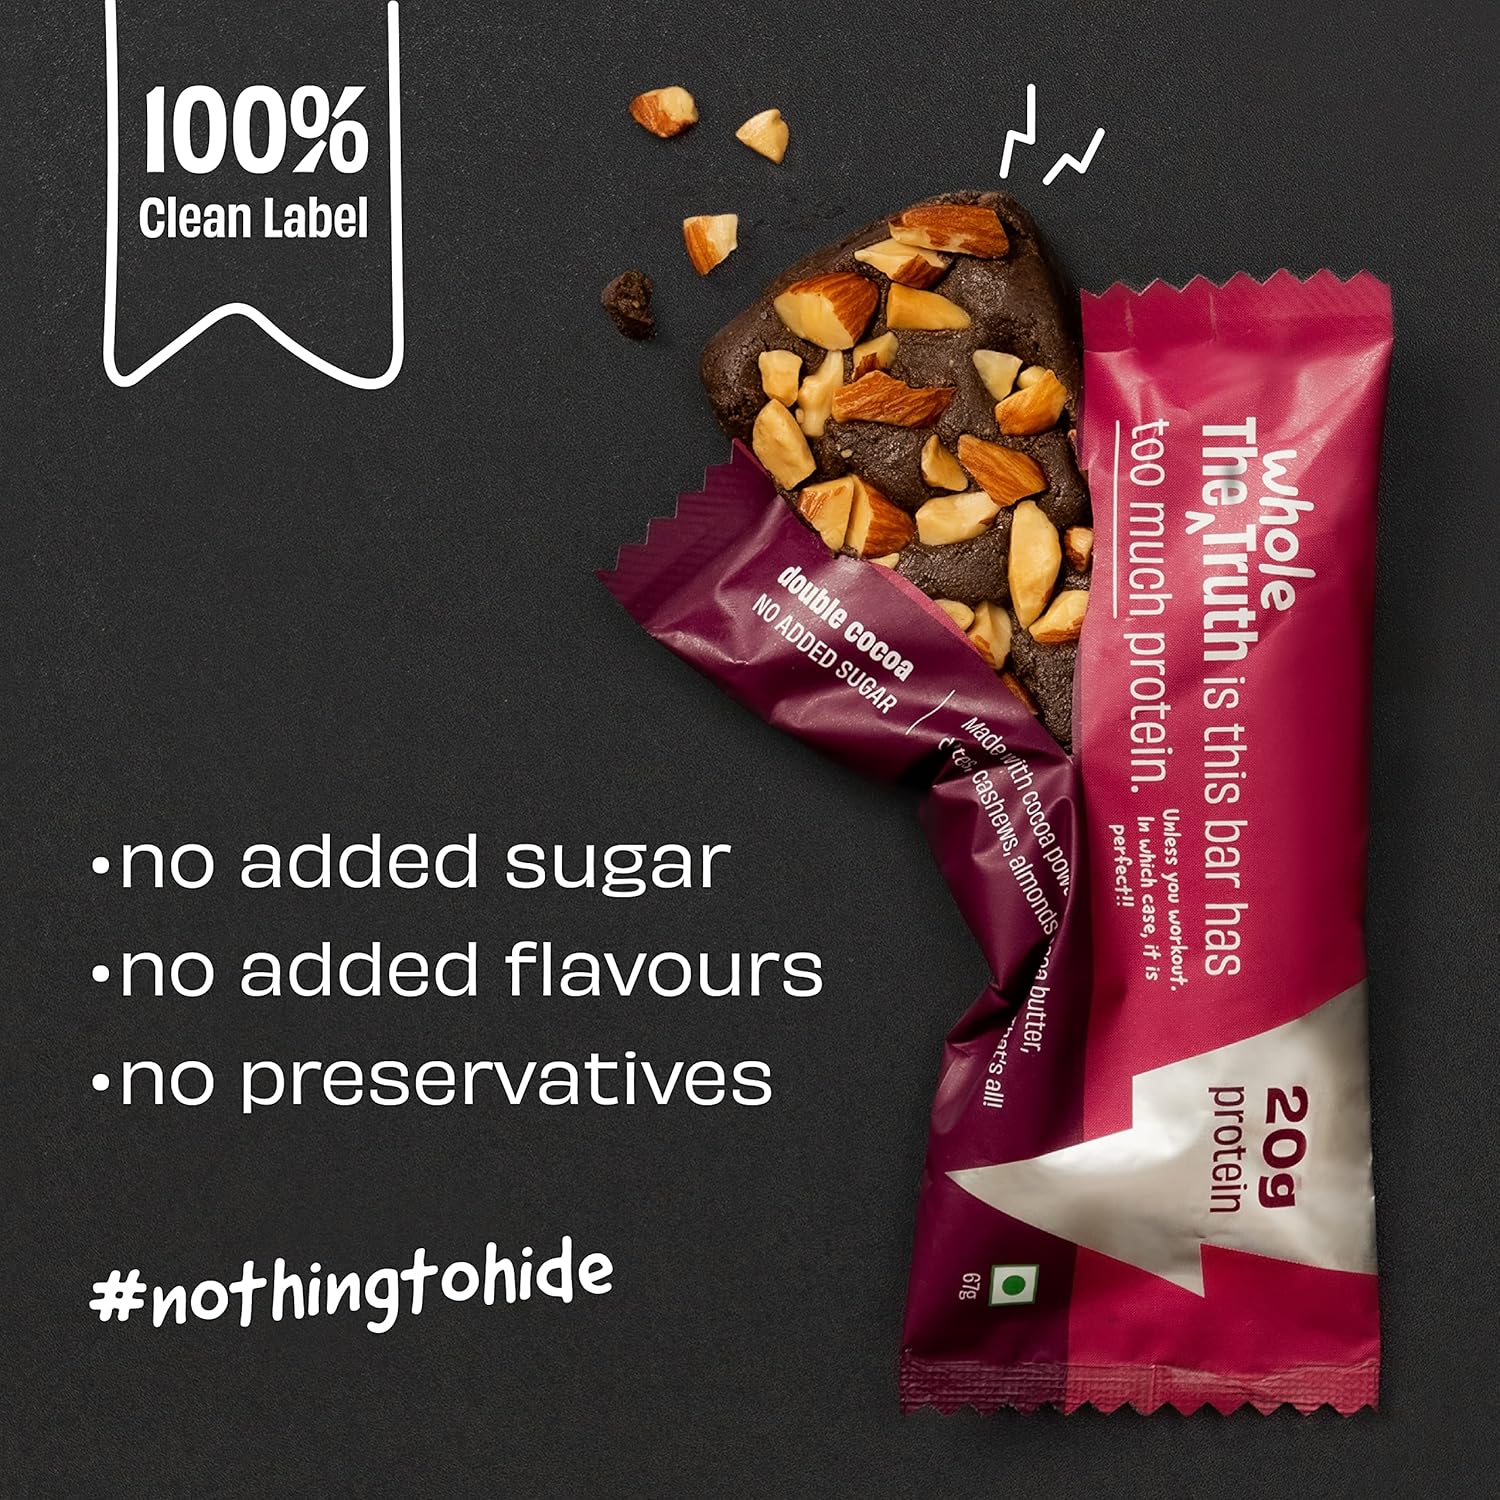 100%
Clean Label
•no added sugar
•no added flavours
•no preservatives
#nothingtohide
double cocoa
NO ADDED SUGAR
Made with cocoa
cashews, almonds
butter,
that's all!
whole
The Truth is this bar has
too much protein.
Unless you workout.
In which case, it is
perfect!!
20g
protein
67g